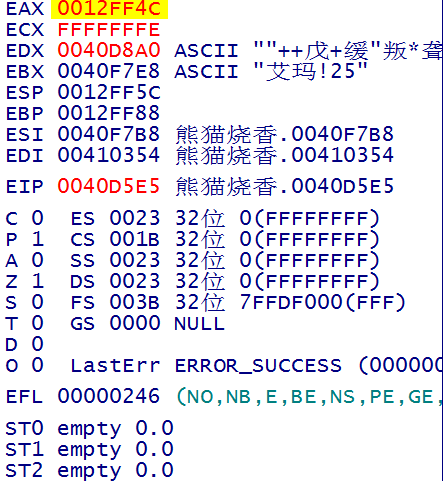 EAX 0012FF4C
ECX FFFFFFFE
EDX 0040D8A0 ASCII ""++戊+缓"叛*聋
EBX 0040F7E8 ASCII "艾玛!25"
ESP 0012FF5C
EBP 0012FF88
ESI 0040F7B8 熊猫烧香.0040F7B8
EDI 00410354 熊猫烧香.00410354
EIP 0040D5E5 熊猫烧香.0040D5E5
C 0 ES 0023 32位 0(FFFFFFFF)
P 1 CS 001B 32位 0(FFFFFFFF)
A 0 SS 0023 32位 0(FFFFFFFF)
Z 1 DS 0023 32位 0(FFFFFFFF)
S 0 FS 003B 32位 7FFDF000(FFF)
T 0 GS 0000 NULL
D 0
O 0 LastErr ERROR_SUCCESS (000000
EFL 00000246 (NO,NB,E,BE,NS,PE,GE,
ST0 empty 0.0
ST1 empty 0.0
ST2 empty 0.0